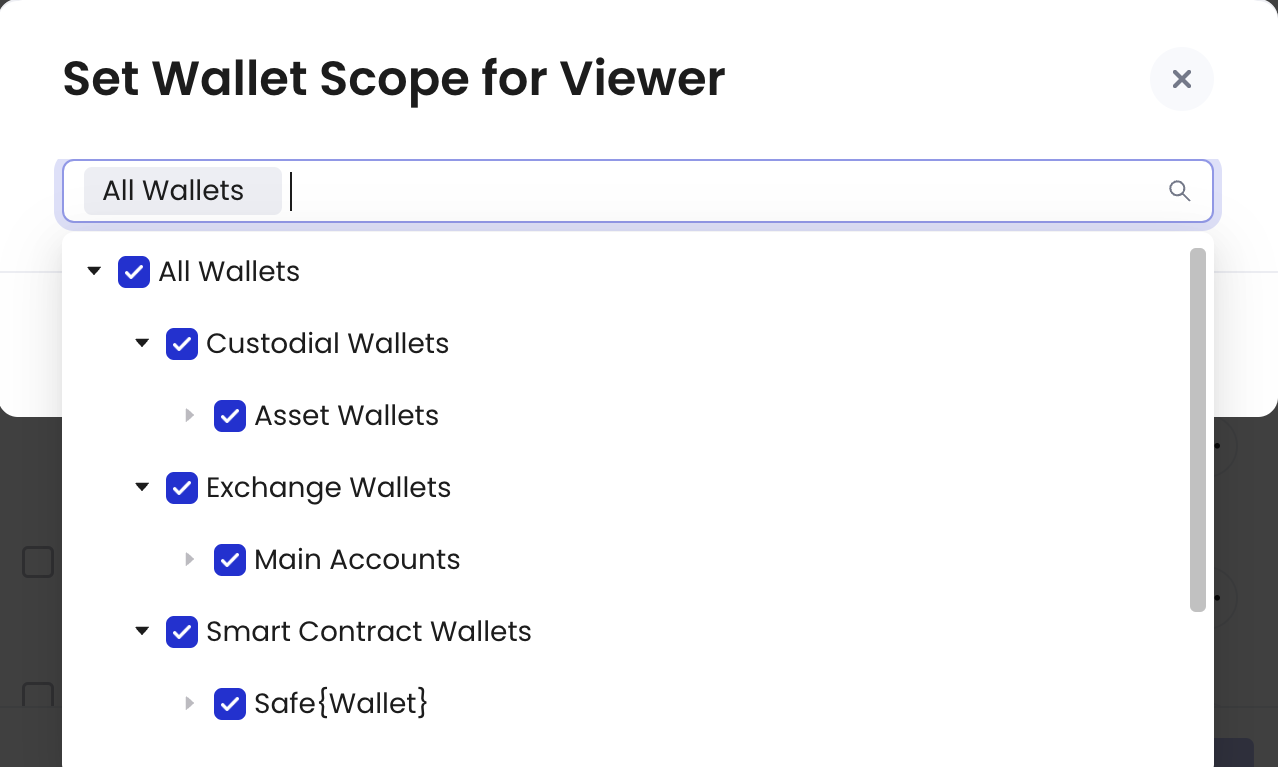 Set Wallet Scope for Viewer
All Wallets
All Wallets
Custodial Wallets
Asset Wallets
Exchange Wallets
Main Accounts
Smart Contract Wallets
Safe{Wallet}